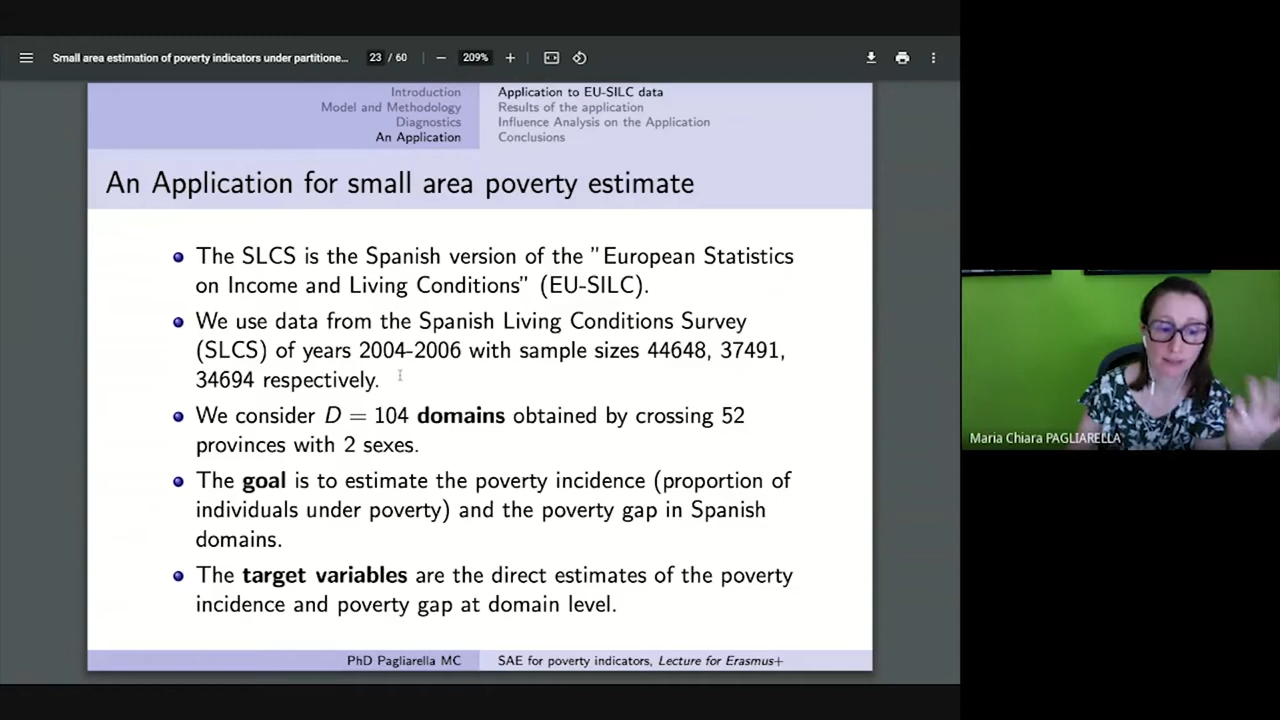 Small area estimation of poverty indicators under partitione...
23 / 60
209%
Introduction
Model and Methodology
Diagnostics
An Application
Application to EU-SILC data
Results of the application
Influence Analysis on the Application
Conclusions
An Application for small area poverty estimate
The SLCS is the Spanish version of the "European Statistics
on Income and Living Conditions" (EU-SILC).
We use data from the Spanish Living Conditions Survey
(SLCS) of years 2004-2006 with sample sizes 44648, 37491,
34694 respectively.
We consider D = 104 domains obtained by crossing 52
provinces with 2 sexes.
The goal is to estimate the poverty incidence (proportion of
individuals under poverty) and the poverty gap in Spanish
domains.
The target variables are the direct estimates of the poverty
incidence and poverty gap at domain level.
PhD Pagliarella MC
SAE for poverty indicators, Lecture for Erasmus+
Maria Chiara PAGLIARELLA